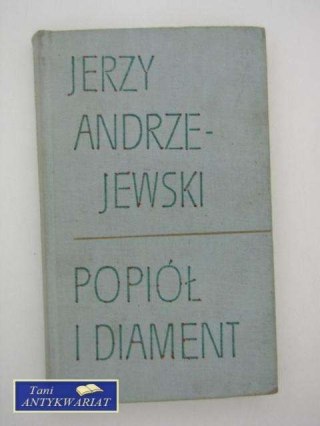 JERZY
ANDRZE-
JEWSKI
POPIÓŁ
I DIAMENT
Tani
ANTYKWARIAT